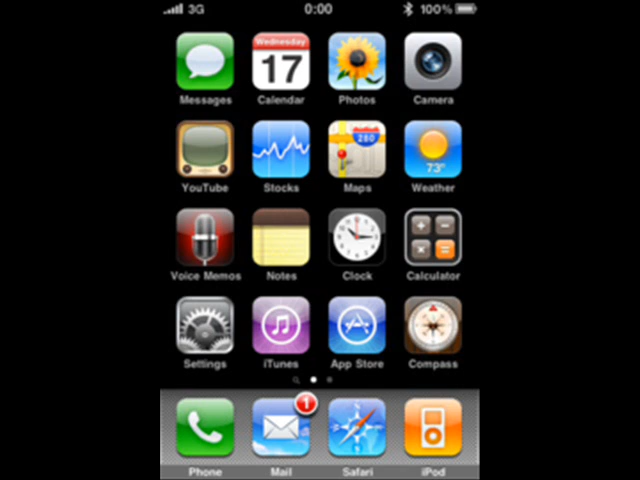 3G 0:00 100%
Wednesday
17
280
73°
1
Messages Calendar Photos Camera
YouTube Stocks Maps Weather
Voice Memos Notes Clock Calculator
Settings iTunes App Store Compass
Phone Mail Safari iPod